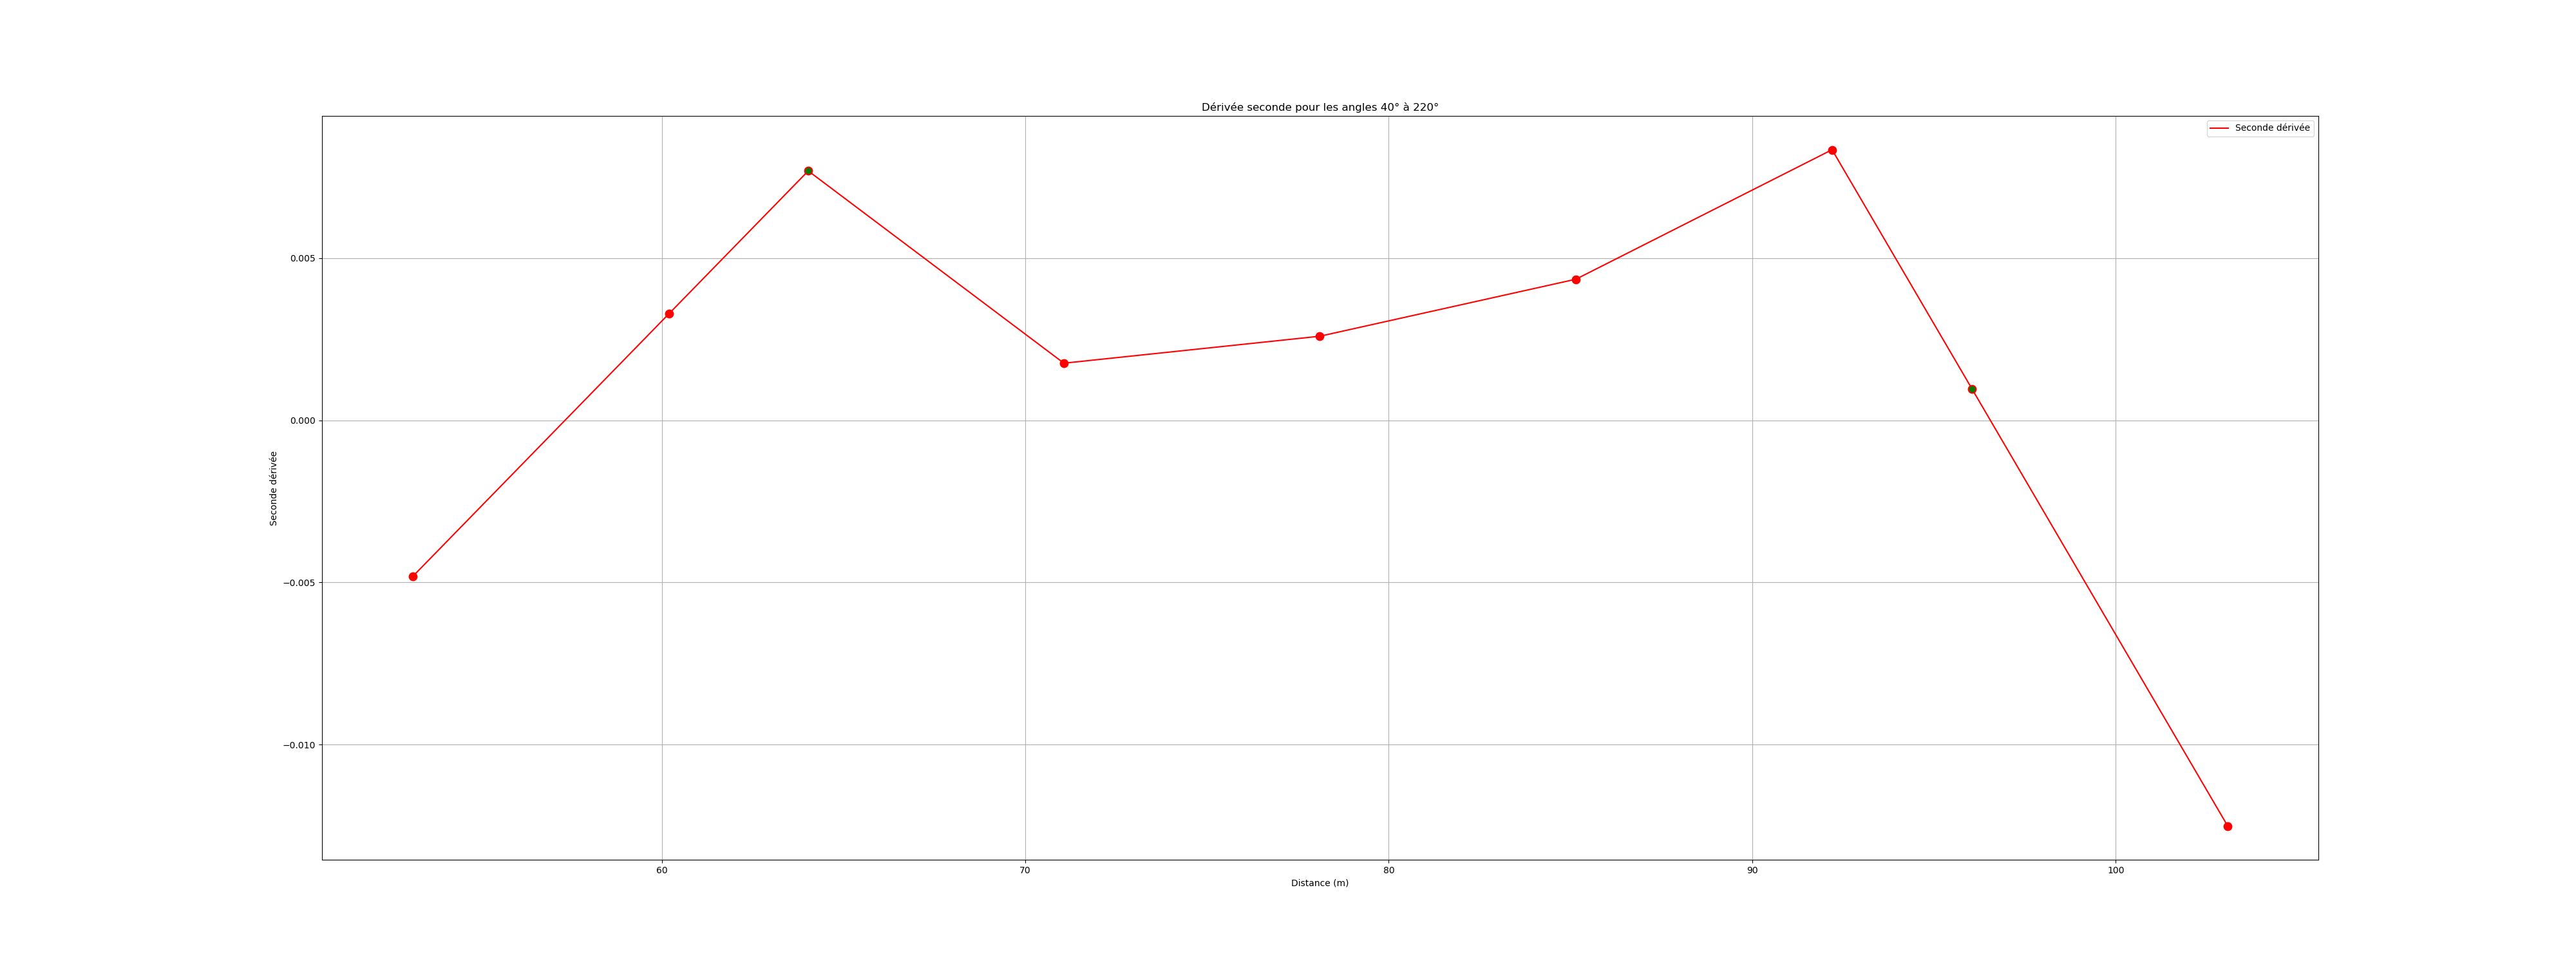 Dérivée seconde pour les angles 40° à 220°
Seconde dérivée
0.005
0.000
−0.005
−0.010
Seconde dérivée
60
70
80
90
100
Distance (m)